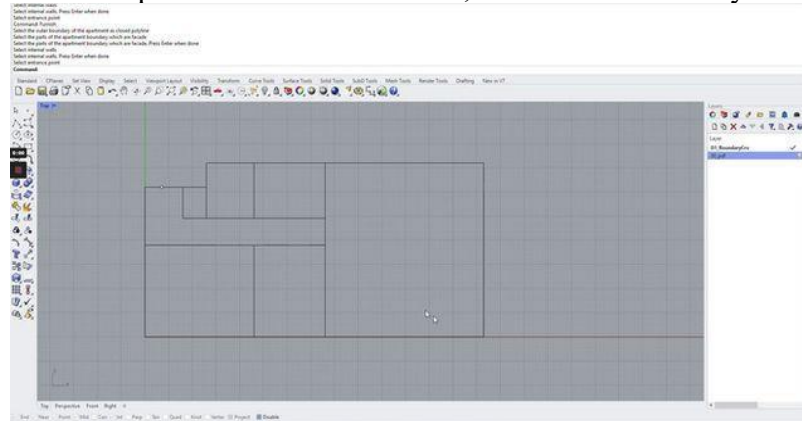 Select internal walls, Press Enter when done
Select entrance point
Command: Furnish
Select the outer boundary of the apartment as closed polyline
Select the parts of the apartment boundary which are facade
Select the parts of the apartment boundary which are facade, Press Enter when done
Select internal walls
Select internal walls, Press Enter when done
Select entrance point
Command:
Standard CPlanes Set View Display Select Viewport Layout Visibility Transform Curve Tools Surface Tools Solid Tools SubD Tools Mesh Tools Render Tools Drafting New in V7
Top
Layers
Layer
Top Perspective Front Right
End Near Point Mid Cen Int Perp Tan Quad Knot Vertex Project Disable